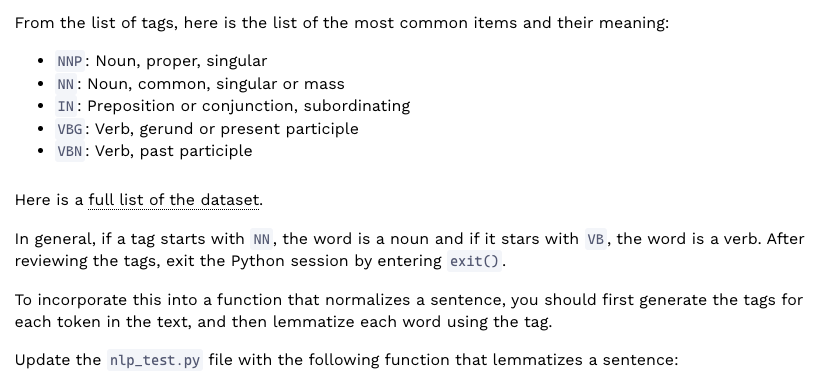 From the list of tags, here is the list of the most common items and their meaning:
• NNP: Noun, proper, singular
• NN: Noun, common, singular or mass
• IN: Preposition or conjunction, subordinating
• VBG: Verb, gerund or present participle
• VBN: Verb, past participle
Here is a full list of the dataset.
In general, if a tag starts with NN, the word is a noun and if it stars with VB, the word is a verb. After
reviewing the tags, exit the Python session by entering exit().
To incorporate this into a function that normalizes a sentence, you should first generate the tags for
each token in the text, and then lemmatize each word using the tag.
Update the nlp_test.py file with the following function that lemmatizes a sentence: